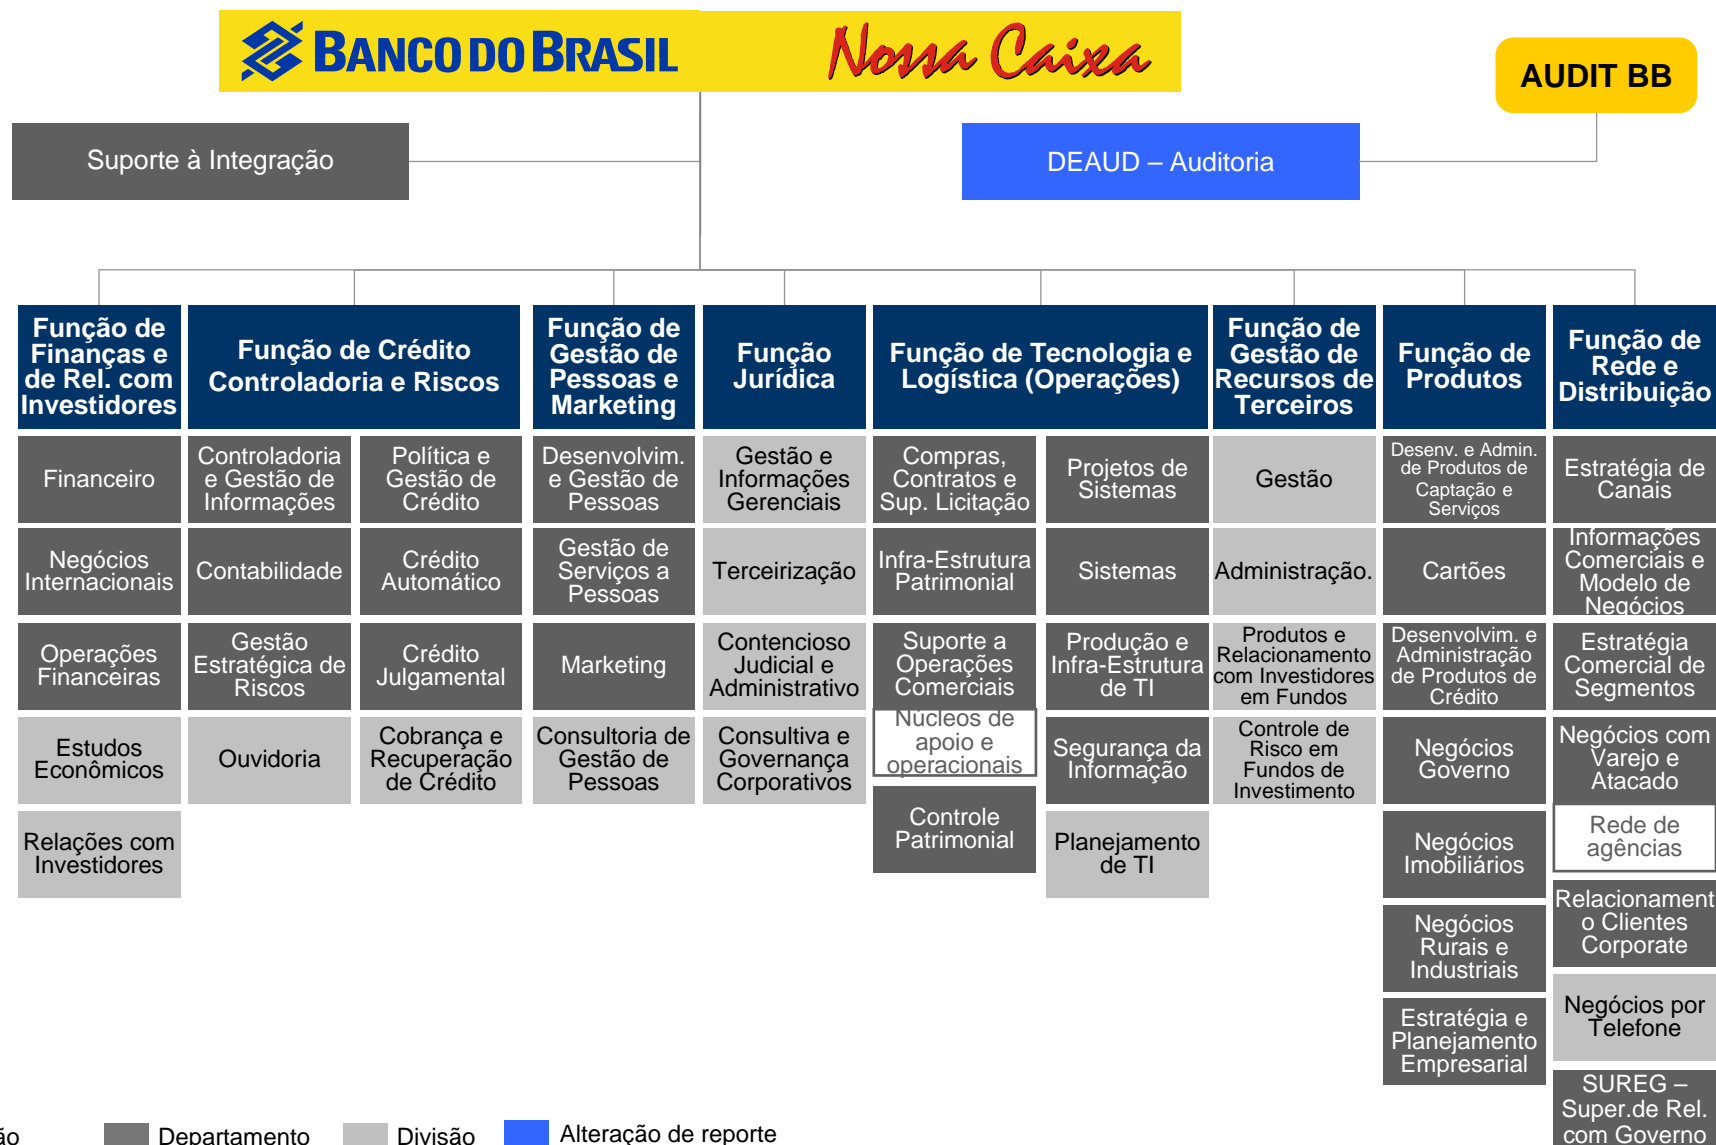 BANCO DO BRASIL
Nossa Caixa
AUDIT BB
Suporte à Integração
DEAUD – Auditoria
Função de
Finanças e
de Rel. com
Investidores
Função de Crédito
Controladoria e Riscos
Função de
Gestão de
Pessoas e
Marketing
Função
Jurídica
Função de Tecnologia e
Logística (Operações)
Função de
Gestão de
Recursos de
Terceiros
Função de
Produtos
Função de
Rede e
Distribuição
Financeiro
Controladoria
e Gestão de
Informações
Política e
Gestão de
Crédito
Desenvolvim.
e Gestão de
Pessoas
Gestão e
Informações
Gerenciais
Compras,
Contratos e
Sup. Licitação
Projetos de
Sistemas
Gestão
Desenv. e Admin.
de Produtos de
Captação e
Serviços
Estratégia de
Canais
Negócios
Internacionais
Contabilidade
Crédito
Automático
Gestão de
Serviços a
Pessoas
Terceirização
Infra-Estrutura
Patrimonial
Sistemas
Administração.
Cartões
Informações
Comerciais e
Modelo de
Negócios
Operações
Financeiras
Gestão
Estratégica de
Riscos
Crédito
Julgamental
Marketing
Contencioso
Judicial e
Administrativo
Suporte a
Operações
Comerciais
Produção e
Infra-Estrutura
de TI
Produtos e
Relacionamento
com Investidores
em Fundos
Desenvolvim. e
Administração
de Produtos de
Crédito
Estratégia
Comercial de
Segmentos
Estudos
Econômicos
Ouvidoria
Cobrança e
Recuperação
de Crédito
Consultoria de
Gestão de
Pessoas
Consultiva e
Governança
Corporativos
Núcleos de
apoio e
operacionais
Segurança da
Informação
Controle de
Risco em
Fundos de
Investimento
Negócios
Governo
Negócios com
Varejo e
Atacado
Relações com
Investidores
Controle
Patrimonial
Planejamento
de TI
Negócios
Imobiliários
Rede de
agências
Negócios
Rurais e
Industriais
Relacionament
o Clientes
Corporate
Estratégia e
Planejamento
Empresarial
Negócios por
Telefone
SUREG –
Super.de Rel.
com Governo
ão
Departamento
Divisão
Alteração de reporte